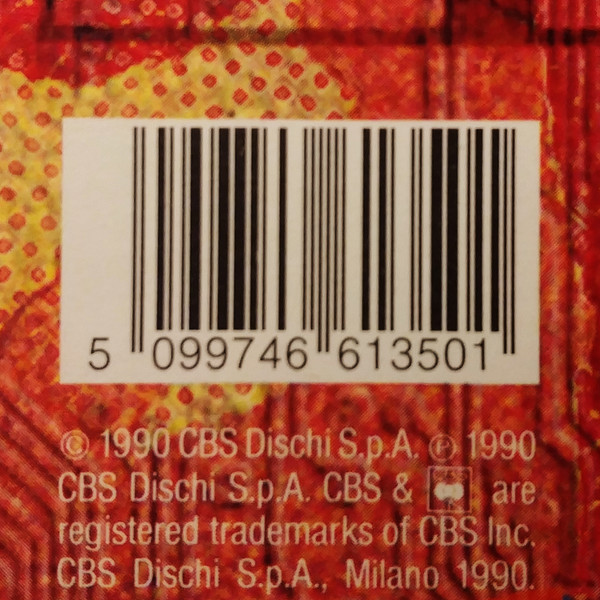 5 099746 613501
© 1990 CBS Dischi S.p.A. ℗ 1990
CBS Dischi S.p.A. CBS & are
registered trademarks of CBS Inc.
CBS Dischi S.p.A., Milano 1990.